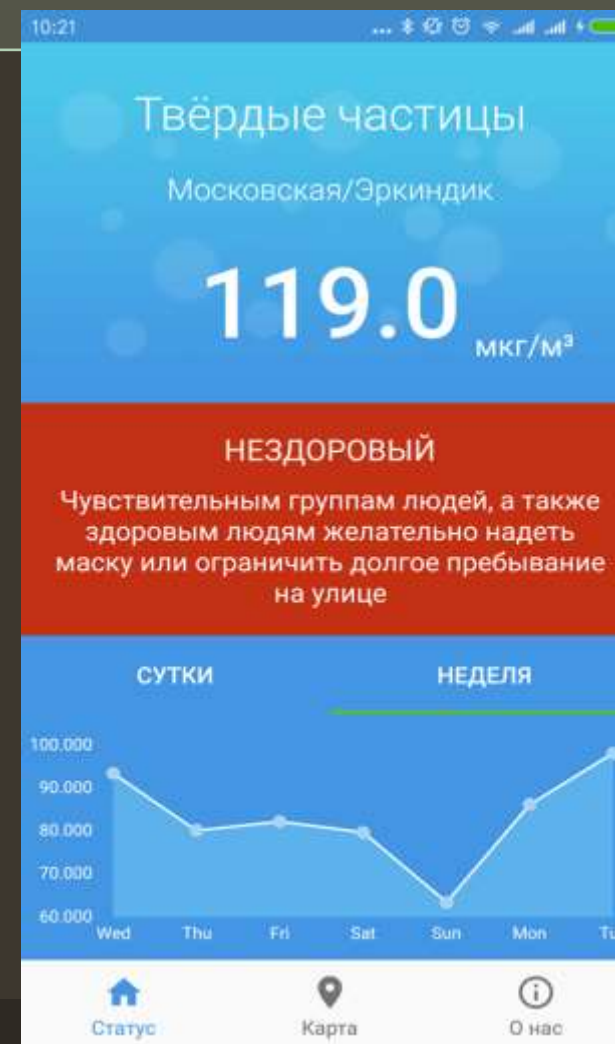 10:21
Твёрдые частицы
Московская/Эркиндик
119.0 мкг/м³
НЕЗДОРОВЫЙ
Чувствительным группам людей, а также
здоровым людям желательно надеть
маску или ограничить долгое пребывание
на улице
СУТКИ НЕДЕЛЯ
100.000
90.000
80.000
70.000
60.000
Wed Thu Fri Sat Sun Mon
Статус Карта О нас